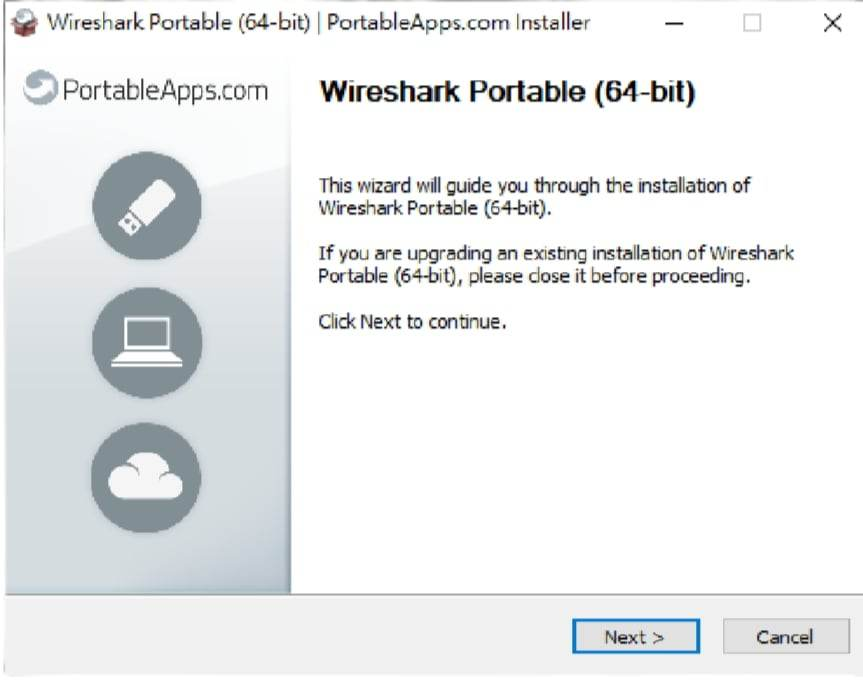 Wireshark Portable (64-bit) | PortableApps.com Installer
PortableApps.com
Wireshark Portable (64-bit)
This wizard will guide you through the installation of
Wireshark Portable (64-bit).
If you are upgrading an existing installation of Wireshark
Portable (64-bit), please close it before proceeding.
Click Next to continue.
Next >
Cancel